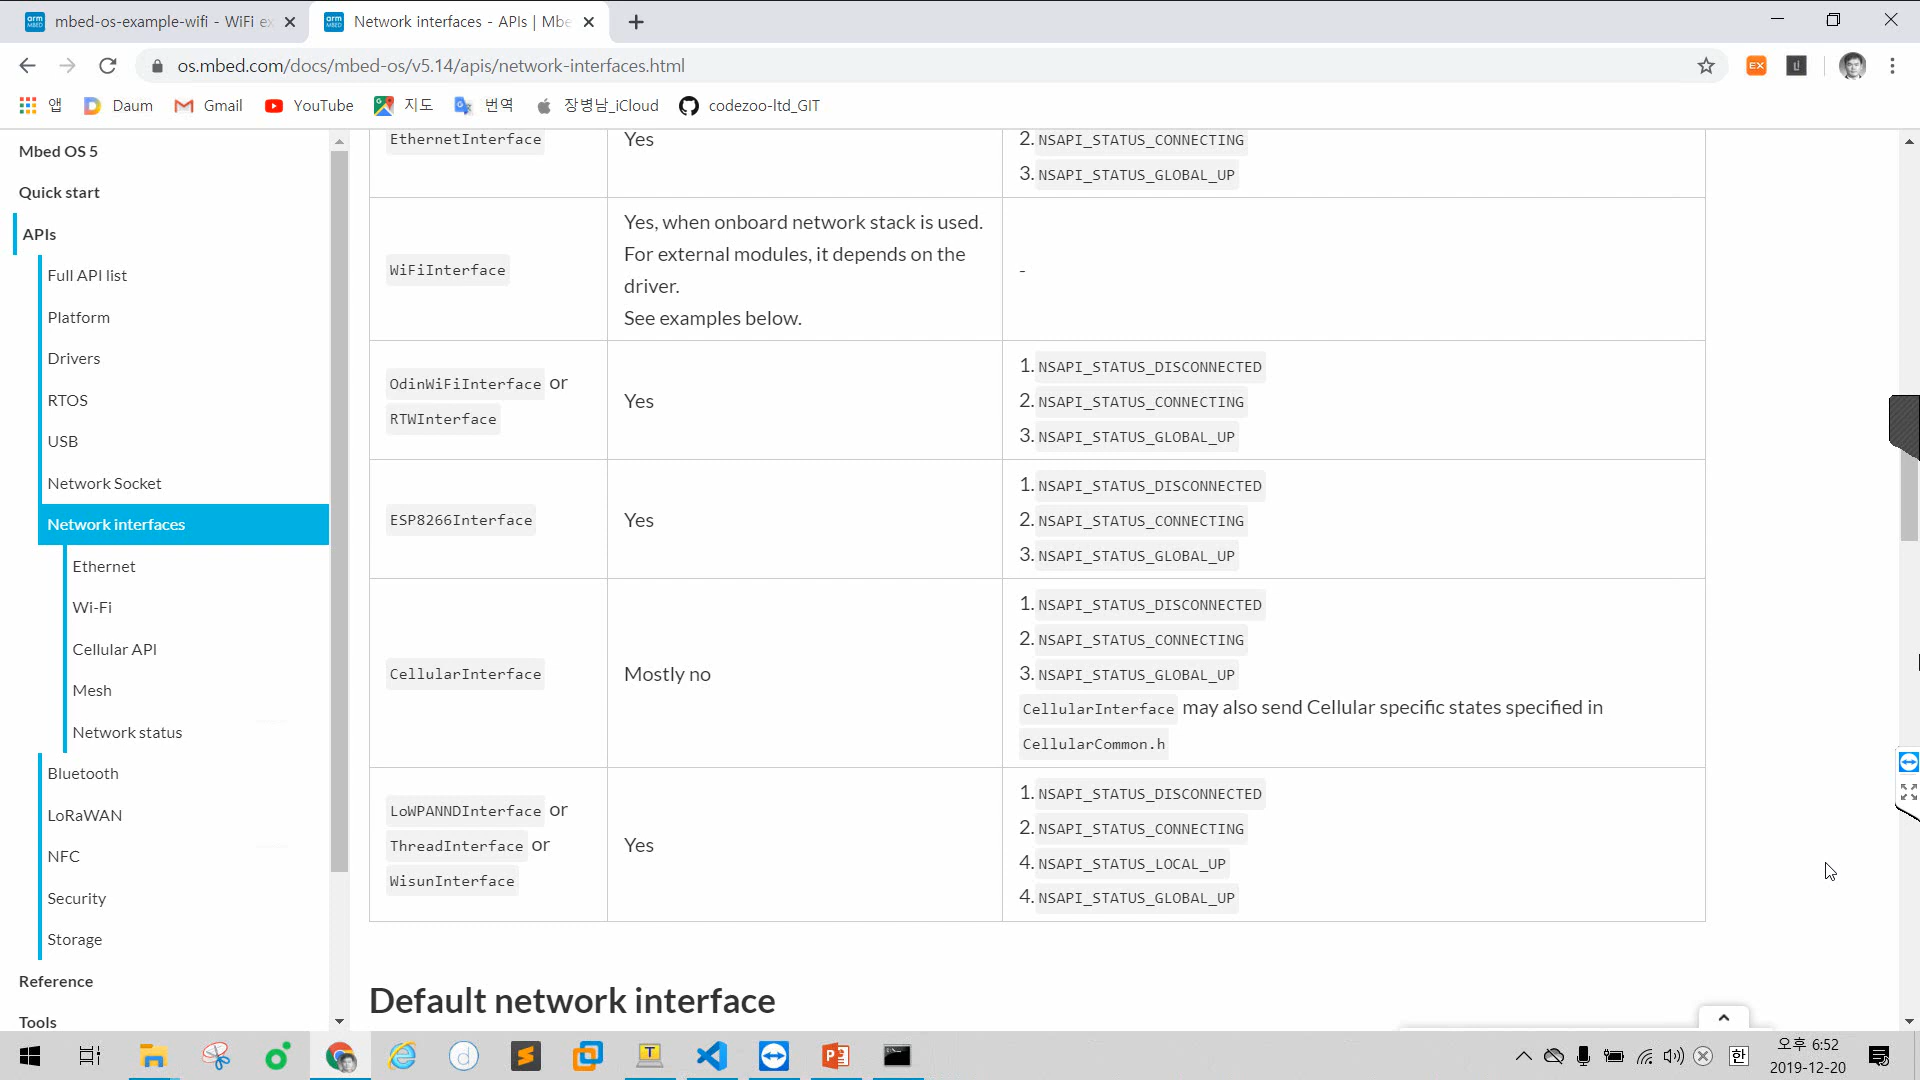 mbed-os-example-wifi - WiFi ex
Network interfaces - APIs | Mbe
os.mbed.com/docs/mbed-os/v5.14/apis/network-interfaces.html
앱
Daum
Gmail
YouTube
지도
번역
장병남_iCloud
codezoo-ltd_GIT
Mbed OS 5
Quick start
APIs
Full API list
Platform
Drivers
RTOS
USB
Network Socket
Network interfaces
Ethernet
Wi-Fi
Cellular API
Mesh
Network status
Bluetooth
LoRaWAN
NFC
Security
Storage
Reference
Tools
EthernetInterface
Yes
2. NSAPI_STATUS_CONNECTING
3. NSAPI_STATUS_GLOBAL_UP
WiFiInterface
Yes, when onboard network stack is used.
For external modules, it depends on the
driver.
See examples below.
-
OdinWiFiInterface or
RTWInterface
Yes
1. NSAPI_STATUS_DISCONNECTED
2. NSAPI_STATUS_CONNECTING
3. NSAPI_STATUS_GLOBAL_UP
ESP8266Interface
Yes
1. NSAPI_STATUS_DISCONNECTED
2. NSAPI_STATUS_CONNECTING
3. NSAPI_STATUS_GLOBAL_UP
CellularInterface
Mostly no
1. NSAPI_STATUS_DISCONNECTED
2. NSAPI_STATUS_CONNECTING
3. NSAPI_STATUS_GLOBAL_UP
CellularInterface may also send Cellular specific states specified in
CellularCommon.h
LoWPANNDInterface or
ThreadInterface or
WisunInterface
Yes
1. NSAPI_STATUS_DISCONNECTED
2. NSAPI_STATUS_CONNECTING
4. NSAPI_STATUS_LOCAL_UP
4. NSAPI_STATUS_GLOBAL_UP
Default network interface
한
오후 6:52
2019-12-20